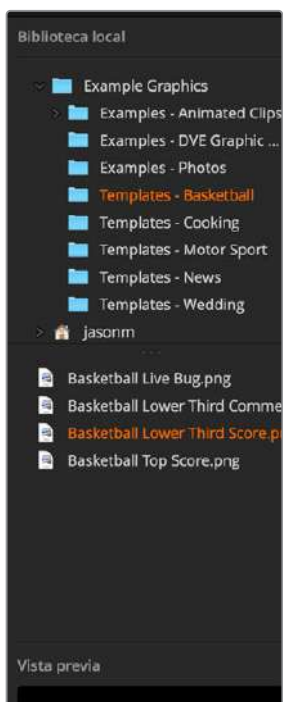 Biblioteca local
Example Graphics
Examples - Animated Clips
Examples - DVE Graphic ...
Examples - Photos
Templates - Basketball
Templates - Cooking
Templates - Motor Sport
Templates - News
Templates - Wedding
jasonm
Basketball Live Bug.png
Basketball Lower Third Comme
Basketball Lower Third Score.p
Basketball Top Score.png
Vista previa